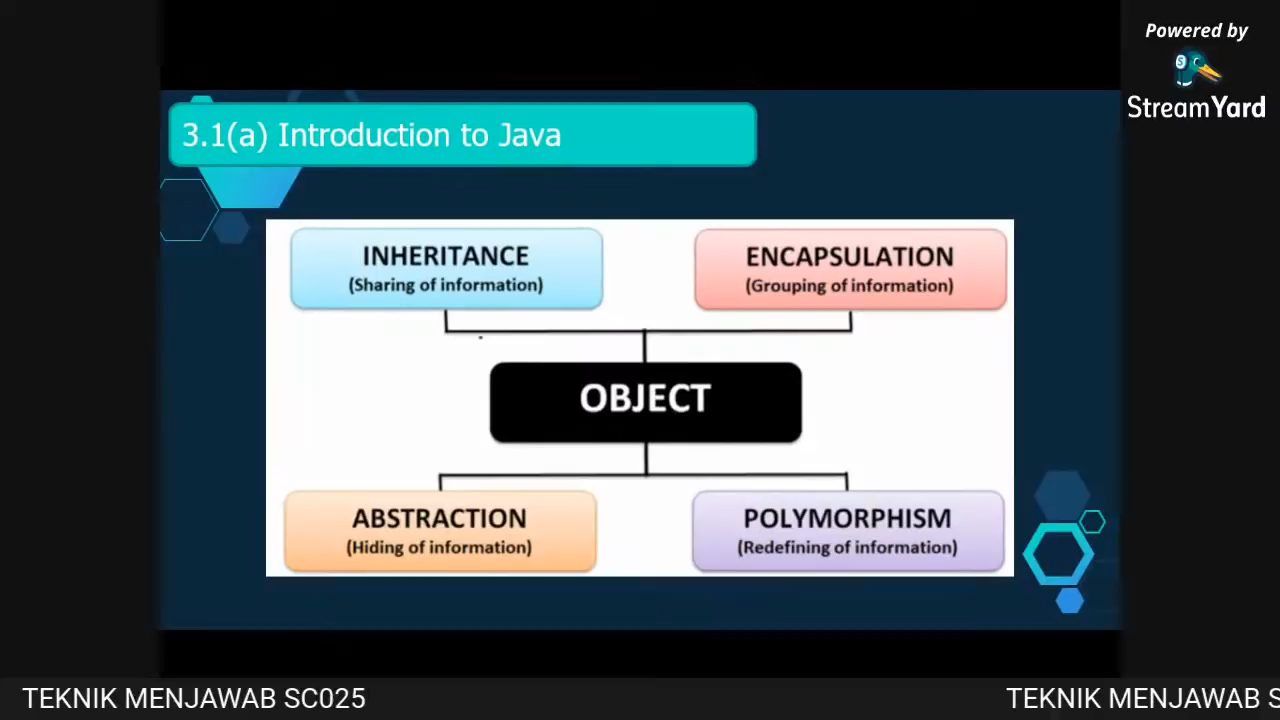 Powered by
StreamYard
3.1(a) Introduction to Java
INHERITANCE
(Sharing of information)
ENCAPSULATION
(Grouping of information)
OBJECT
ABSTRACTION
(Hiding of information)
POLYMORPHISM
(Redefining of information)
TEKNIK MENJAWAB SC025
TEKNIK MENJAWAB S